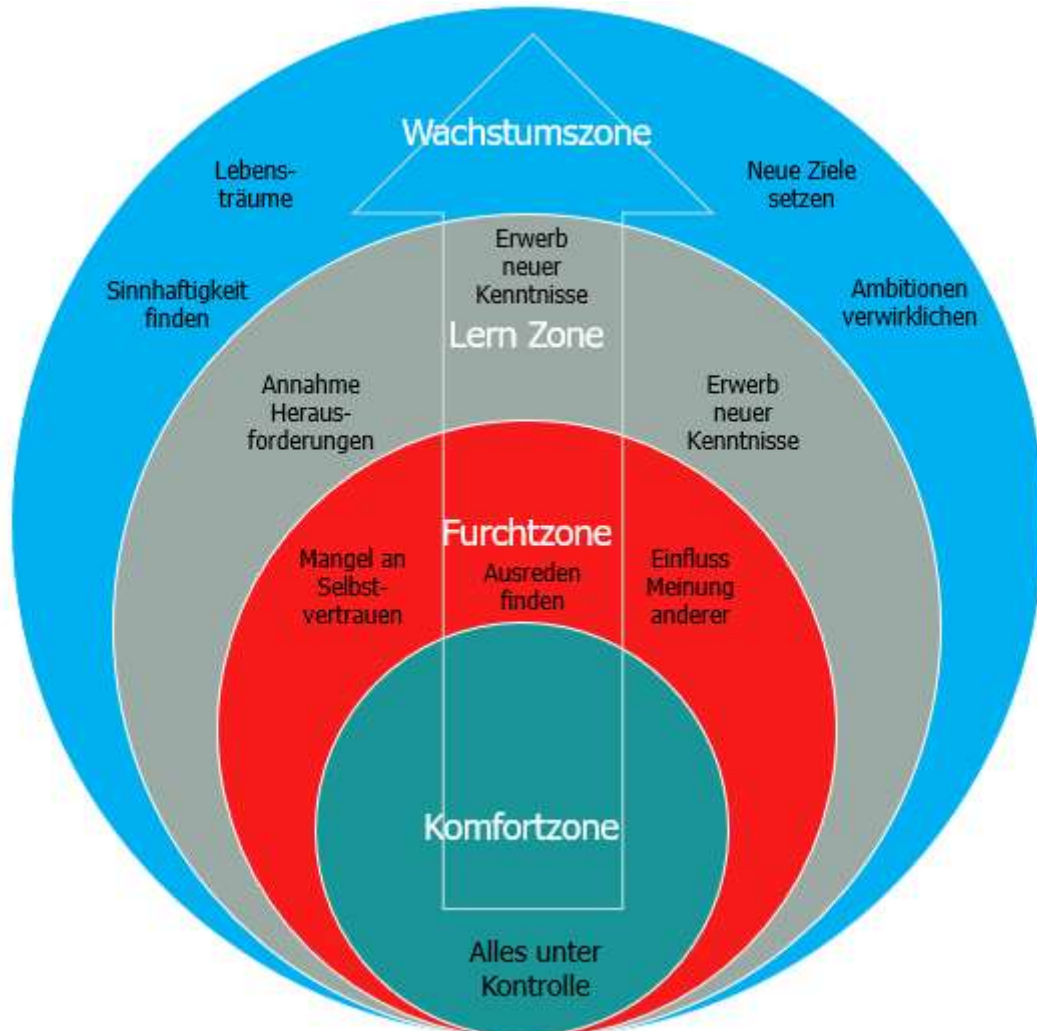 Wachstumszone
Lebens-
träume
Neue Ziele
setzen
Sinnhaftigkeit
finden
Ambitionen
verwirklichen
Erwerb
neuer
Kenntnisse
Lern Zone
Annahme
Heraus-
forderungen
Erwerb
neuer
Kenntnisse
Furchtzone
Mangel an
Selbst-
vertrauen
Ausreden
finden
Einfluss
Meinung
anderer
Komfortzone
Alles unter
Kontrolle